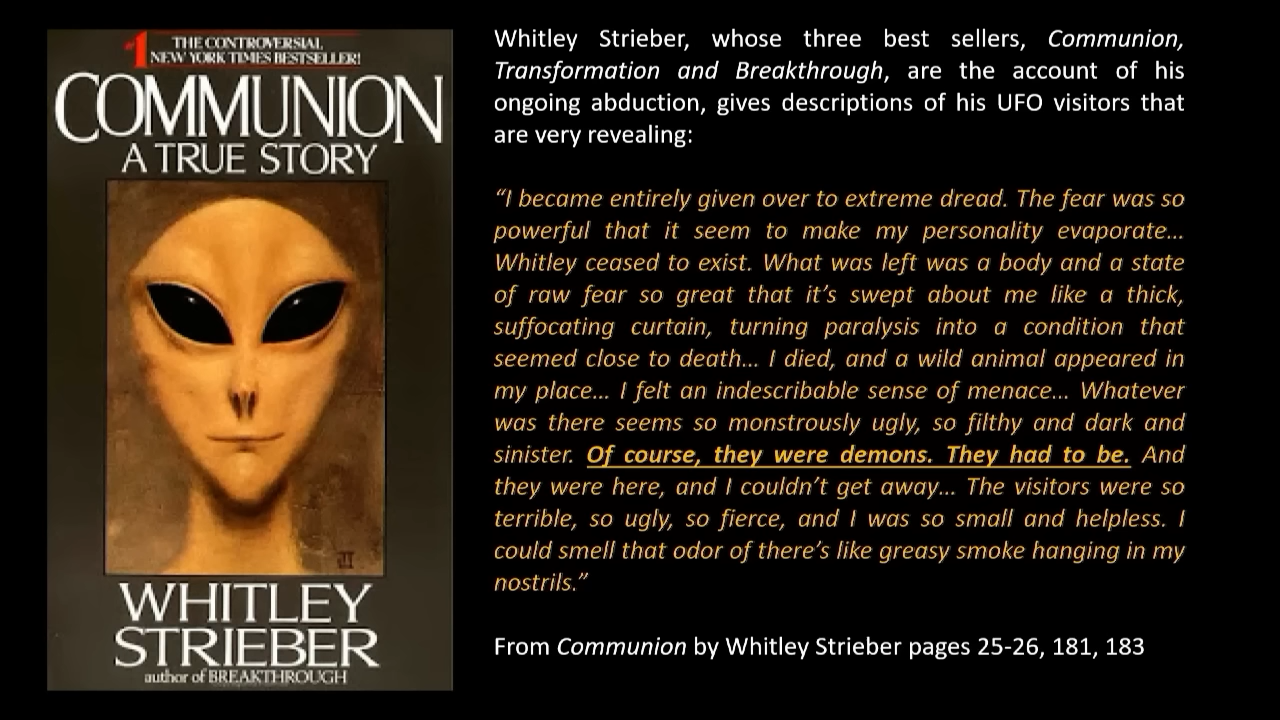 #1 THE CONTROVERSIAL
NEW YORK TIMES BESTSELLER!
COMMUNION
A TRUE STORY
WHITLEY
STRIEBER
author of BREAKTHROUGH
Whitley Strieber, whose three best sellers, Communion,
Transformation and Breakthrough, are the account of his
ongoing abduction, gives descriptions of his UFO visitors that
are very revealing:
“I became entirely given over to extreme dread. The fear was so
powerful that it seem to make my personality evaporate...
Whitley ceased to exist. What was left was a body and a state
of raw fear so great that it’s swept about me like a thick,
suffocating curtain, turning paralysis into a condition that
seemed close to death... I died, and a wild animal appeared in
my place... I felt an indescribable sense of menace... Whatever
was there seems so monstrously ugly, so filthy and dark and
sinister. Of course, they were demons. They had to be. And
they were here, and I couldn’t get away... The visitors were so
terrible, so ugly, so fierce, and I was so small and helpless. I
could smell that odor of there’s like greasy smoke hanging in my
nostrils.”
From Communion by Whitley Strieber pages 25-26, 181, 183